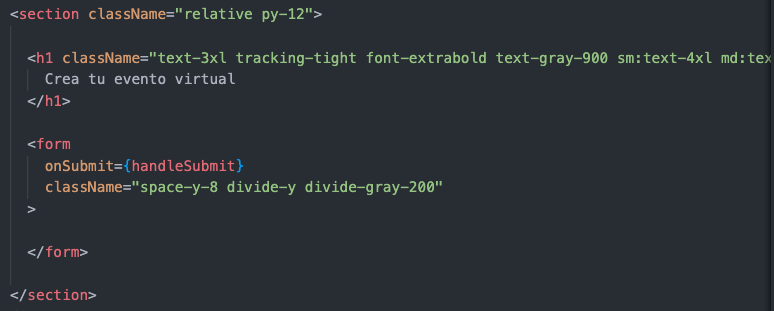 <section className="relative py-12">
<h1 className="text-3xl tracking-tight font-extrabold text-gray-900 sm:text-4xl md:tex
Crea tu evento virtual
</h1>
<form
onSubmit={handleSubmit}
className="space-y-8 divide-y divide-gray-200"
>
</form>
</section>